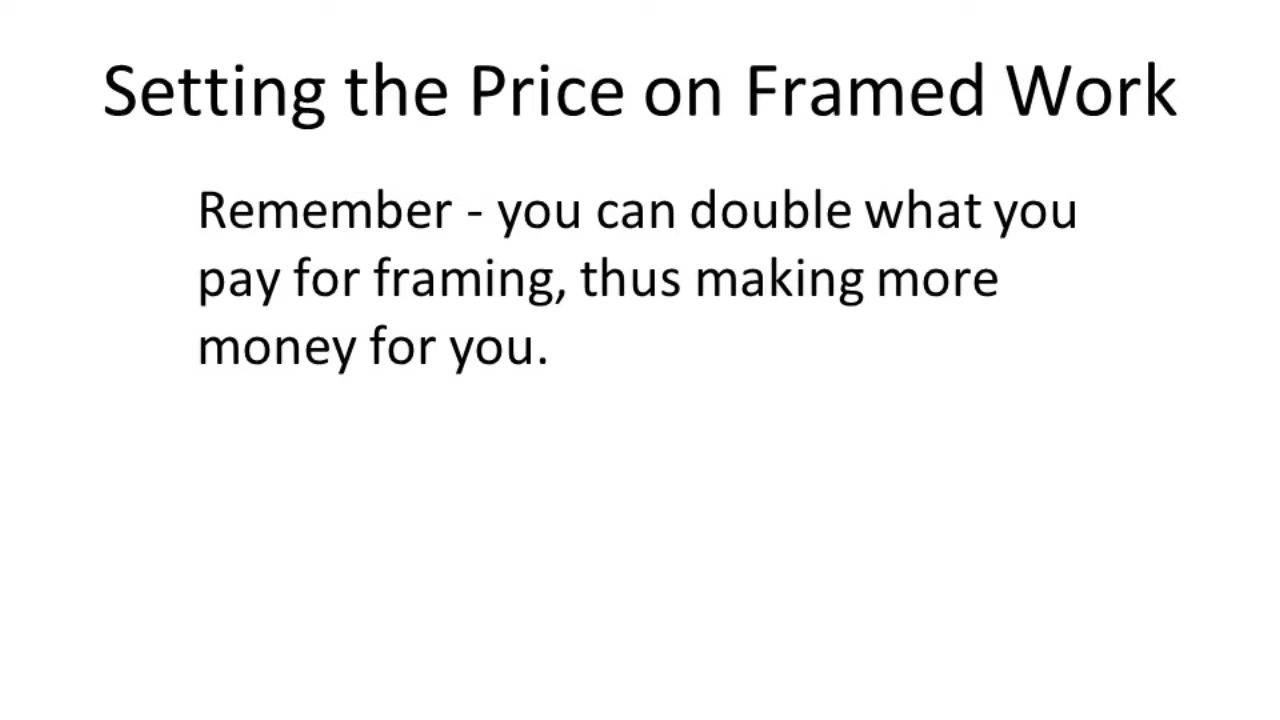 Setting the Price on Framed Work
Remember - you can double what you
pay for framing, thus making more
money for you.